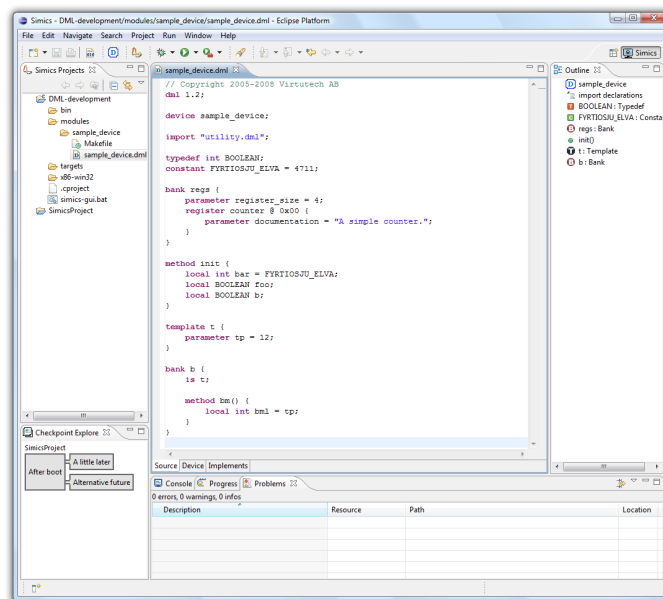 Simics - DML-development/modules/sample_device/sample_device.dml - Eclipse Platform
File Edit Navigate Search Project Run Window Help
Simics
Simics Projects
DML-development
bin
modules
sample_device
Makefile
sample_device.dml
targets
x86-win32
.cproject
simics-gui.bat
SimicsProject
sample_device.dml
// Copyright 2005-2008 Virtutech AB
dml 1.2;
device sample_device;
import "utility.dml";
typedef int BOOLEAN;
constant FYRTIOSJU_ELVA = 4711;
bank regs {
parameter register_size = 4;
register counter @ 0x00 {
parameter documentation = "A simple counter.";
}
}
method init {
local int bar = FYRTIOSJU_ELVA;
local BOOLEAN foo;
local BOOLEAN b;
}
template t {
parameter tp = 12;
}
bank b {
is t;
method bm() {
local int bml = tp;
}
}
Source Device Implements
Outline
sample_device
import declarations
BOOLEAN : Typedef
FYRTIOSJU_ELVA : Consta
regs : Bank
init()
t : Template
b : Bank
Checkpoint Explore
SimicsProject
After boot
A little later
Alternative future
Console Progress Problems
0 errors, 0 warnings, 0 infos
Description Resource Path Location